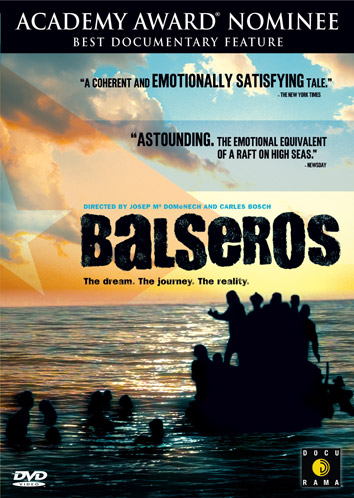 ACADEMY AWARD® NOMINEE
BEST DOCUMENTARY FEATURE
"A COHERENT AND EMOTIONALLY SATISFYING TALE."
- THE NEW YORK TIMES
"ASTOUNDING. THE EMOTIONAL EQUIVALENT
OF A RAFT ON HIGH SEAS."
- NEWSDAY
DIRECTED BY JOSEP Mª DOMèNECH AND CARLES BOSCH
BALSEROS
The dream. The journey. The reality.
DVD
VIDEO
DOCU
RAMA